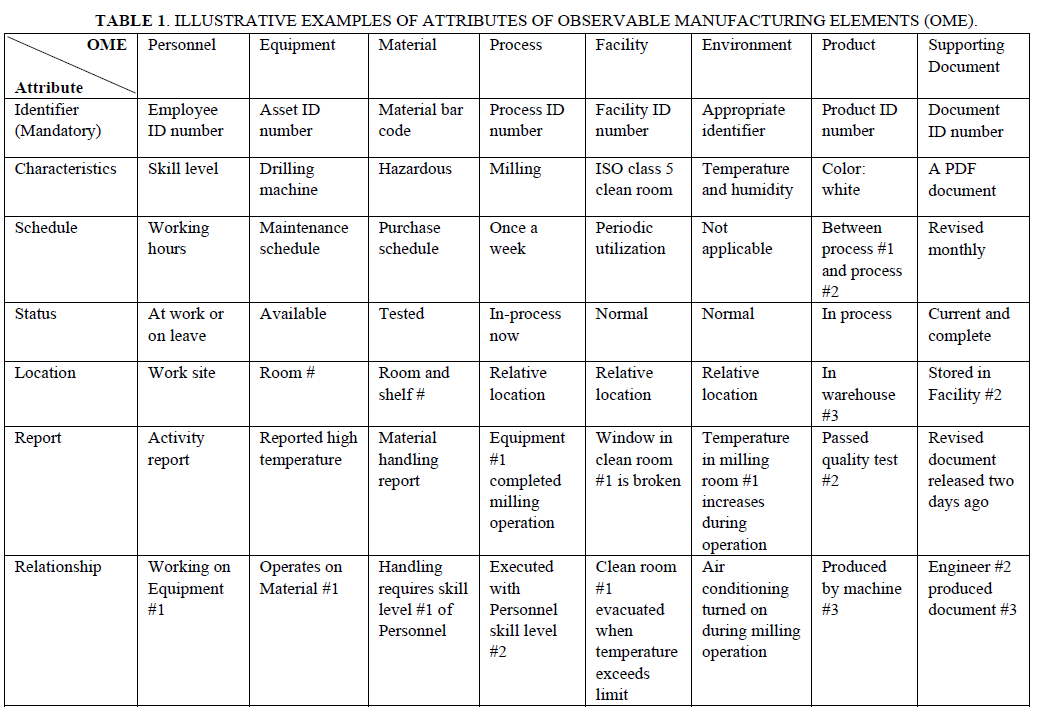 TABLE 1. ILLUSTRATIVE EXAMPLES OF ATTRIBUTES OF OBSERVABLE MANUFACTURING ELEMENTS (OME).
OME
Attribute
Personnel
Equipment
Material
Process
Facility
Environment
Product
Supporting
Document
Identifier
(Mandatory)
Employee
ID number
Asset ID
number
Material bar
code
Process ID
number
Facility ID
number
Appropriate
identifier
Product ID
number
Document
ID number
Characteristics
Skill level
Drilling
machine
Hazardous
Milling
ISO class 5
clean room
Temperature
and humidity
Color:
white
A PDF
document
Schedule
Working
hours
Maintenance
schedule
Purchase
schedule
Once a
week
Periodic
utilization
Not
applicable
Between
process #1
and process
#2
Revised
monthly
Status
At work or
on leave
Available
Tested
In-process
now
Normal
Normal
In process
Current and
complete
Location
Work site
Room #
Room and
shelf #
Relative
location
Relative
location
Relative
location
In
warehouse
#3
Stored in
Facility #2
Report
Activity
report
Reported high
temperature
Material
handling
report
Equipment
#1
completed
milling
operation
Window in
clean room
#1 is broken
Temperature
in milling
room #1
increases
during
operation
Passed
quality test
#2
Revised
document
released two
days ago
Relationship
Working on
Equipment
#1
Operates on
Material #1
Handling
requires skill
level #1 of
Personnel
Executed
with
Personnel
skill level
#2
Clean room
#1
evacuated
when
temperature
exceeds
limit
Air
conditioning
turned on
during milling
operation
Produced
by machine
#3
Engineer #2
produced
document #3